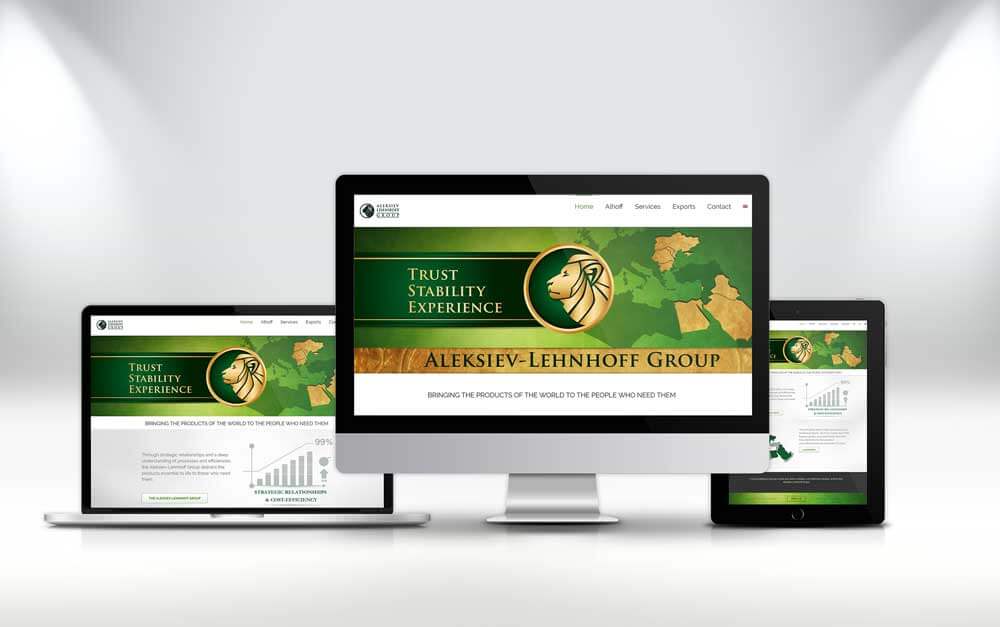 ALEKSIEV
LEHNHOFF
GROUP
Home Alhoff Services Exports Contact
TRUST
STABILITY
EXPERIENCE
ALEKSIEV-LEHNHOFF GROUP
BRINGING THE PRODUCTS OF THE WORLD TO THE PEOPLE WHO NEED THEM
ALEKSIEV
LEHNHOFF
GROUP
Home Alhoff Services Exports
TRUST
STABILITY
EXPERIENCE
BRINGING THE PRODUCTS OF THE WORLD TO THE PEOPLE WHO NEED THEM
Through strategic relationships and a deep
understanding of processes and efficiencies,
the Aleksiev-Lehnhoff Group delivers the
products essential to life to those who need
them.
THE ALEKSIEV-LEHNHOFF GROUP
99%
STRATEGIC RELATIONSHIPS
& COST-EFFICIENCY
99%
STRATEGIC RELATIONSHIPS
& COST-EFFICIENCY